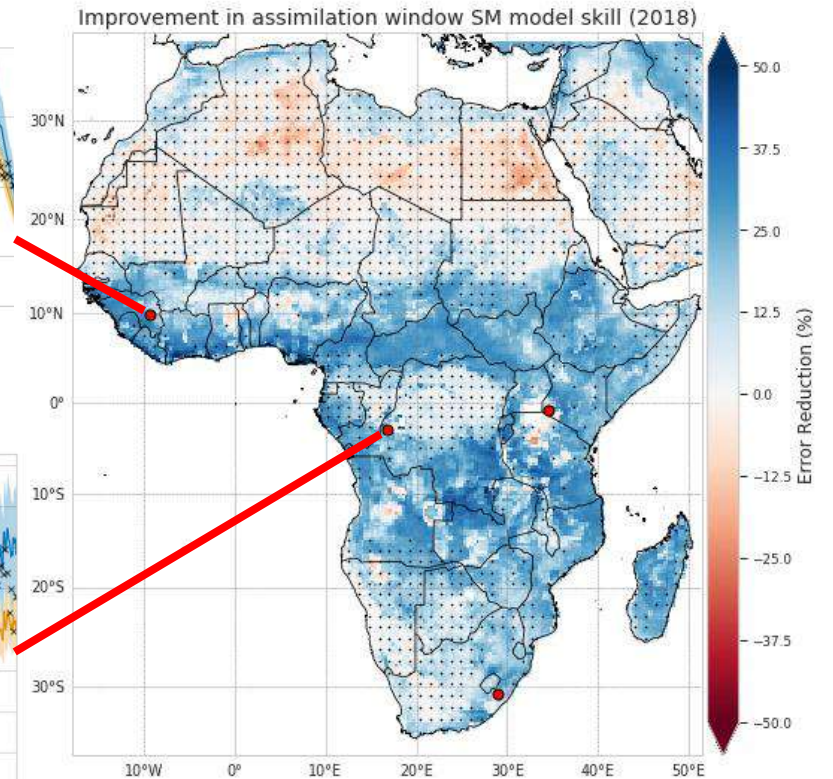 Improvement in assimilation window SM model skill (2018)
30°N
20°N
10°N
0°
10°S
20°S
30°S
10°W 0° 10°E 20°E 30°E 40°E 50°E
50.0
37.5
25.0
12.5
0.0
−12.5
−25.0
−37.5
−50.0
Error Reduction (%)